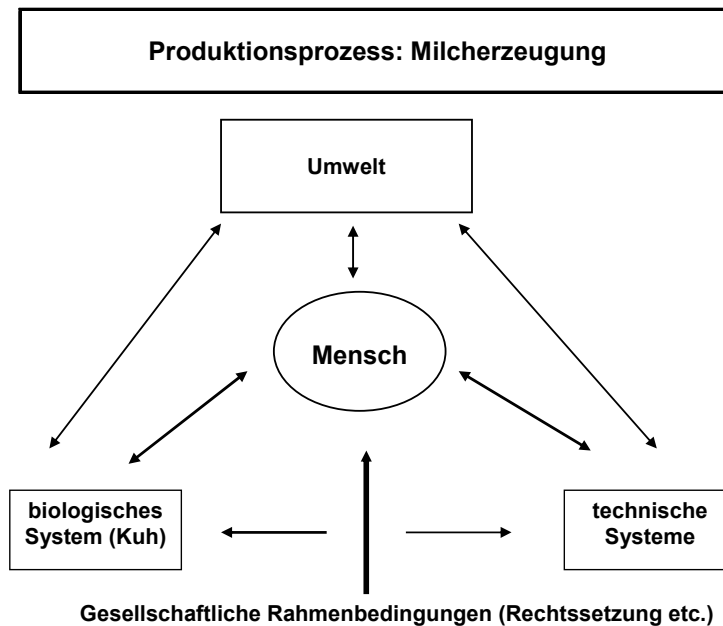 Produktionsprozess: Milcherzeugung
Umwelt
Mensch
biologisches
System (Kuh)
technische
Systeme
Gesellschaftliche Rahmenbedingungen (Rechtssetzung etc.)